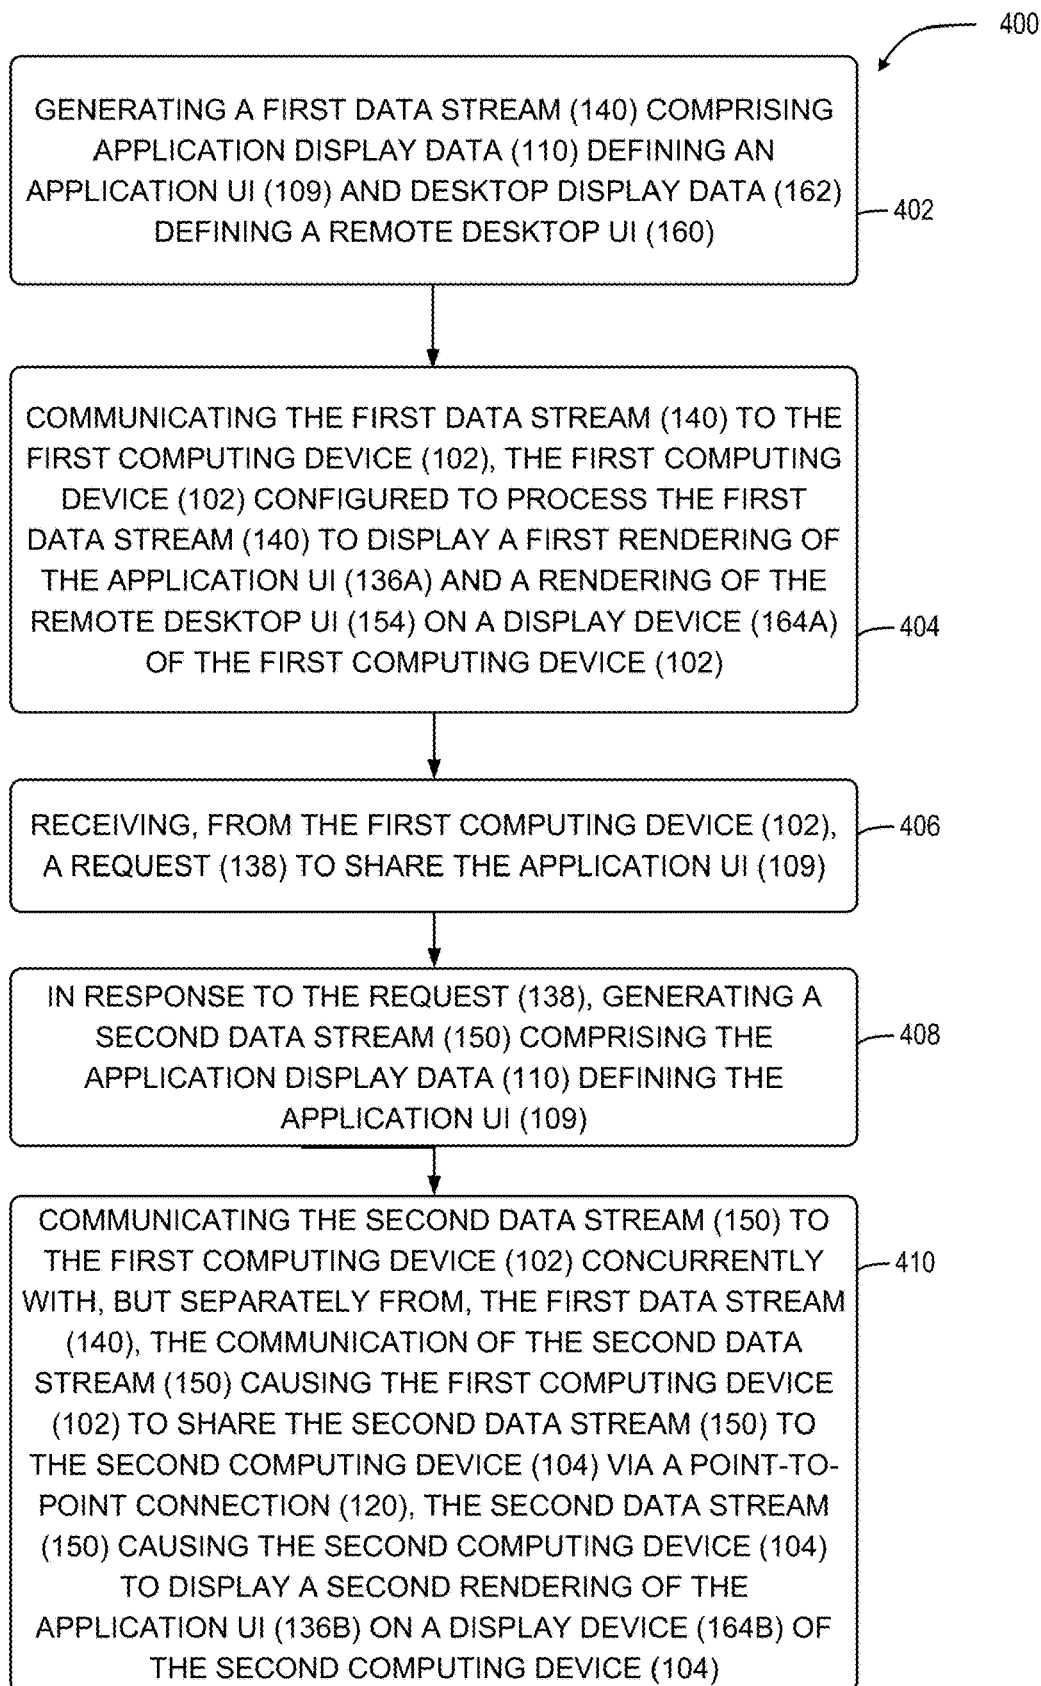 400
GENERATING A FIRST DATA STREAM (140) COMPRISING
APPLICATION DISPLAY DATA (110) DEFINING AN
APPLICATION UI (109) AND DESKTOP DISPLAY DATA (162)
DEFINING A REMOTE DESKTOP UI (160)
402
COMMUNICATING THE FIRST DATA STREAM (140) TO THE
FIRST COMPUTING DEVICE (102), THE FIRST COMPUTING
DEVICE (102) CONFIGURED TO PROCESS THE FIRST
DATA STREAM (140) TO DISPLAY A FIRST RENDERING OF
THE APPLICATION UI (136A) AND A RENDERING OF THE
REMOTE DESKTOP UI (154) ON A DISPLAY DEVICE (164A)
OF THE FIRST COMPUTING DEVICE (102)
404
RECEIVING, FROM THE FIRST COMPUTING DEVICE (102),
A REQUEST (138) TO SHARE THE APPLICATION UI (109)
406
IN RESPONSE TO THE REQUEST (138), GENERATING A
SECOND DATA STREAM (150) COMPRISING THE
APPLICATION DISPLAY DATA (110) DEFINING THE
APPLICATION UI (109)
408
COMMUNICATING THE SECOND DATA STREAM (150) TO
THE FIRST COMPUTING DEVICE (102) CONCURRENTLY
WITH, BUT SEPARATELY FROM, THE FIRST DATA STREAM
(140), THE COMMUNICATION OF THE SECOND DATA
STREAM (150) CAUSING THE FIRST COMPUTING DEVICE
(102) TO SHARE THE SECOND DATA STREAM (150) TO
THE SECOND COMPUTING DEVICE (104) VIA A POINT-TO-
POINT CONNECTION (120), THE SECOND DATA STREAM
(150) CAUSING THE SECOND COMPUTING DEVICE (104)
TO DISPLAY A SECOND RENDERING OF THE
APPLICATION UI (136B) ON A DISPLAY DEVICE (164B) OF
THE SECOND COMPUTING DEVICE (104)
410